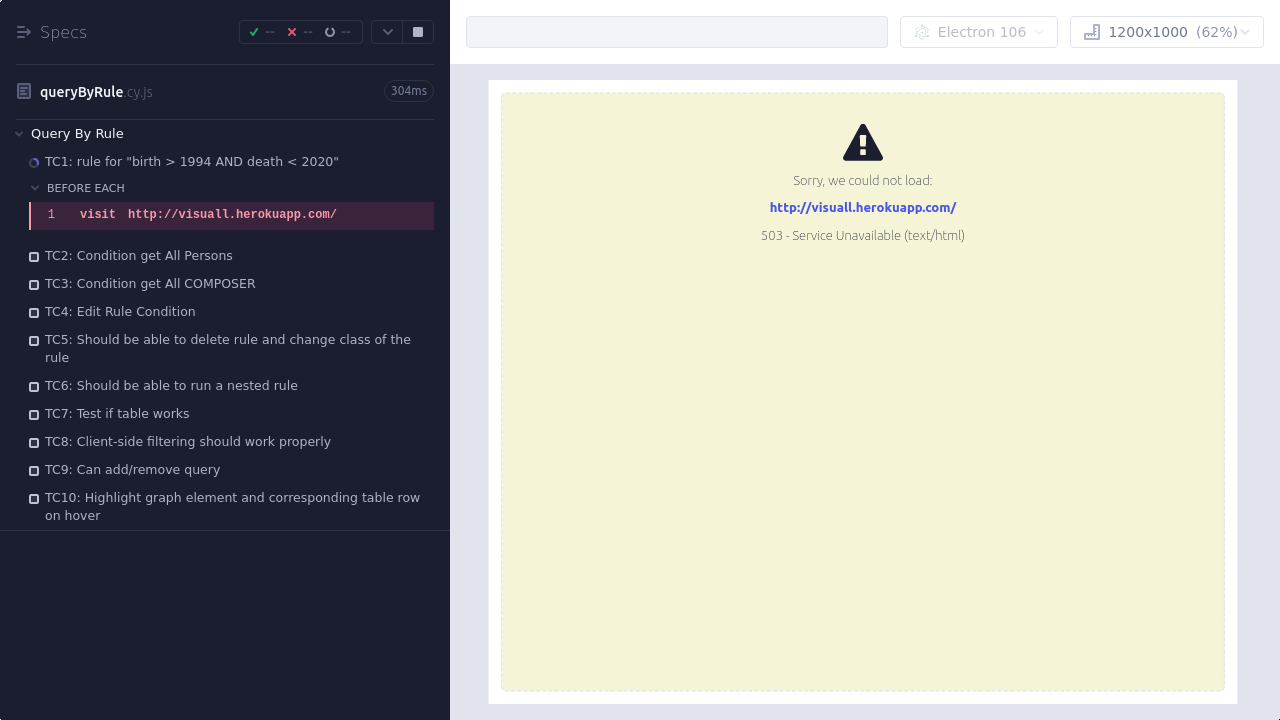 Specs
--
--
--
queryByRule.cy.js
304ms
Query By Rule
TC1: rule for "birth > 1994 AND death < 2020"
BEFORE EACH
1 visit http://visuall.herokuapp.com/
TC2: Condition get All Persons
TC3: Condition get All COMPOSER
TC4: Edit Rule Condition
TC5: Should be able to delete rule and change class of the
rule
TC6: Should be able to run a nested rule
TC7: Test if table works
TC8: Client-side filtering should work properly
TC9: Can add/remove query
TC10: Highlight graph element and corresponding table row
on hover
Electron 106
1200x1000 (62%)
Sorry, we could not load:
http://visuall.herokuapp.com/
503 - Service Unavailable (text/html)